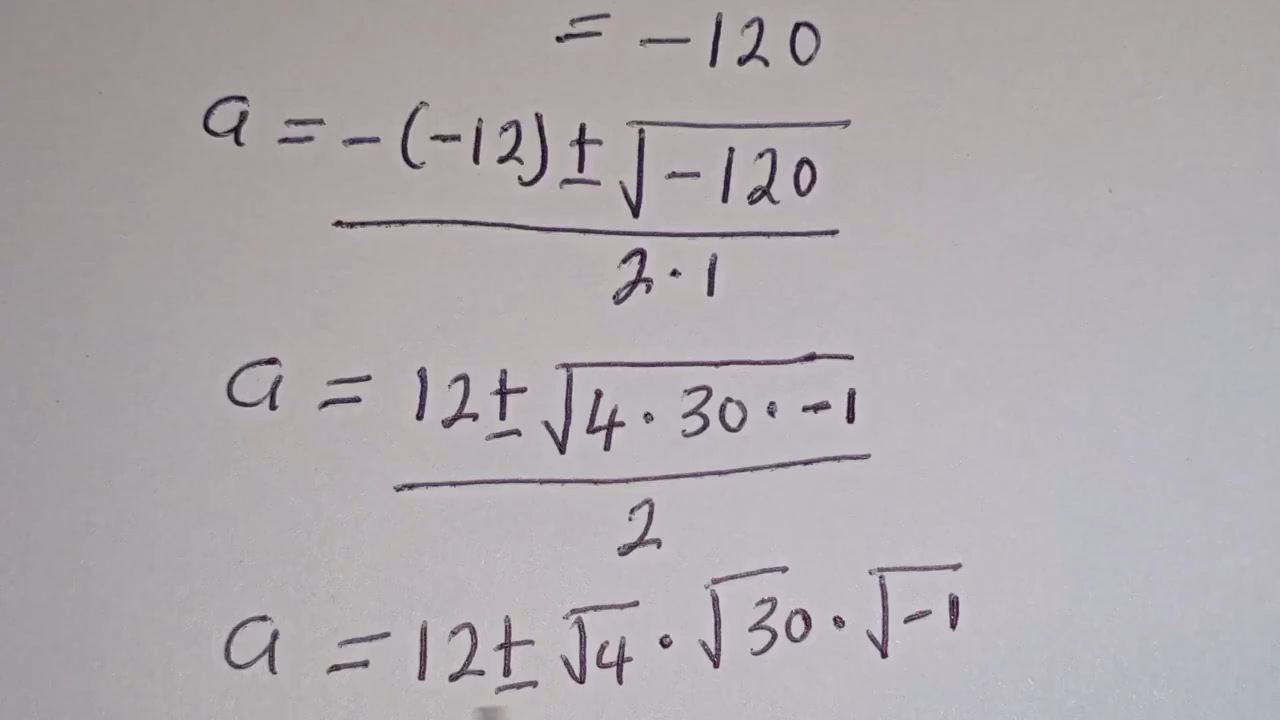 = -120
a = -(-12) ± √-120
2·1
a = 12 ± √4·30·-1
2
a = 12 ± √4 · √30 · √-1